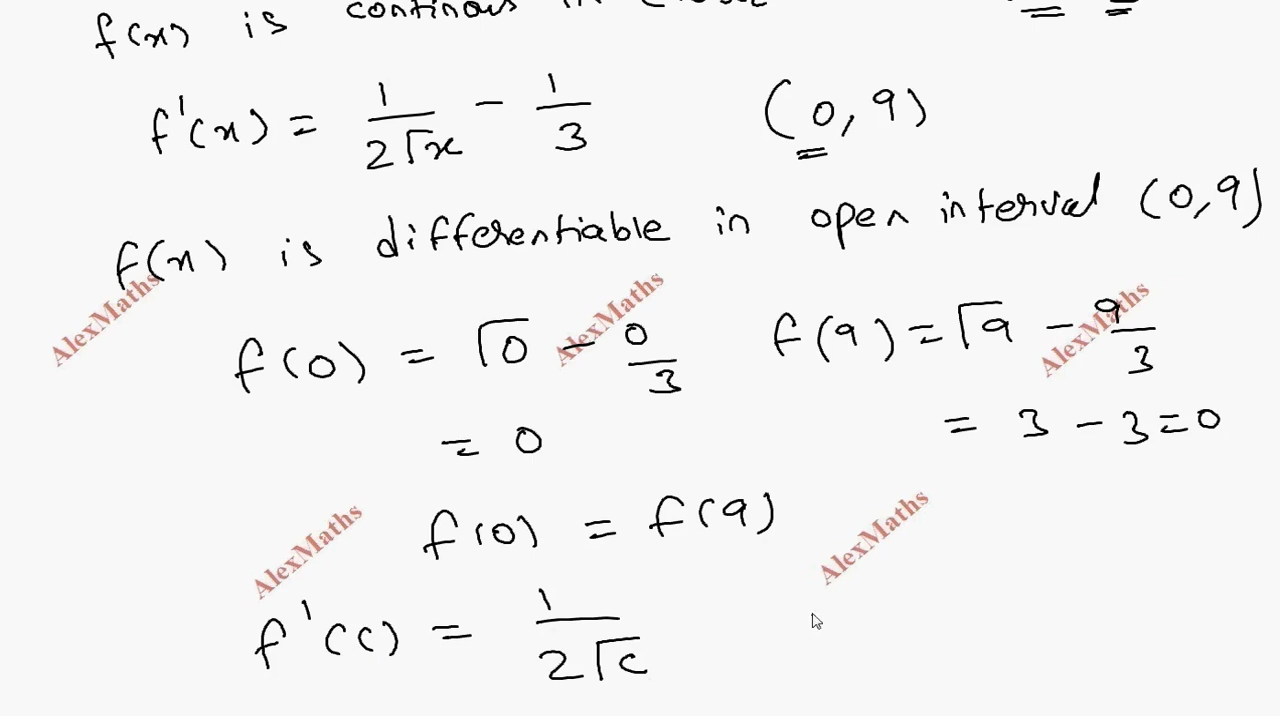 f(x) is continous in
f'(x) = 1/(2√x) - 1/3 (0,9)
f(x) is differentiable in open interval (0,9)
f(0) = √0 - 0/3 f(9) = √9 - 9/3
= 0 = 3 - 3 = 0
f(0) = f(9)
f'(c) = 1/(2√c)
AlexMaths
AlexMaths
AlexMaths
AlexMaths
AlexMaths